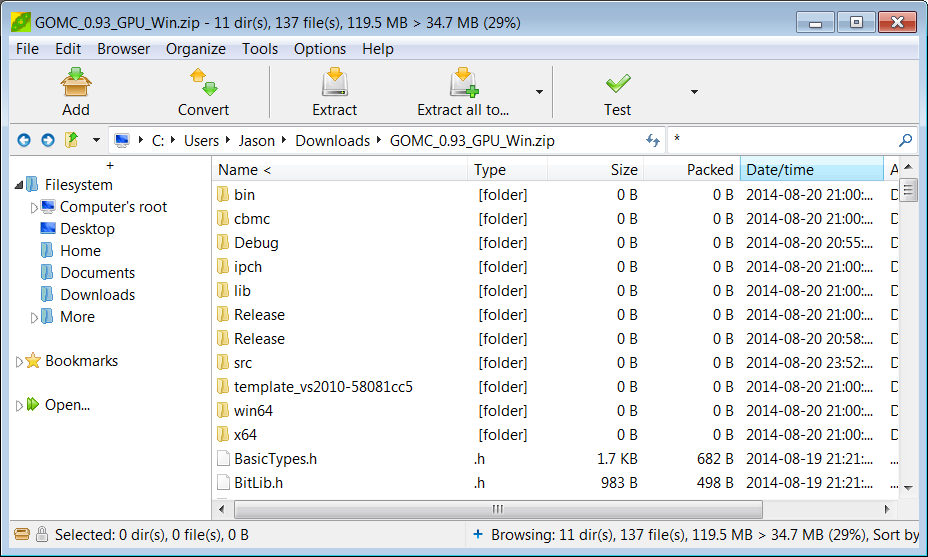 GOMC_0.93_GPU_Win.zip - 11 dir(s), 137 file(s), 119.5 MB > 34.7 MB (29%)
File Edit Browser Organize Tools Options Help
Add Convert Extract Extract all to... Test
C: Users Jason Downloads GOMC_0.93_GPU_Win.zip *
+
Filesystem
Computer's root
Desktop
Home
Documents
Downloads
More
Bookmarks
Open...
Name < Type Size Packed Date/time A
bin [folder] 0 B 0 B 2014-08-20 21:00:... D
cbmc [folder] 0 B 0 B 2014-08-20 21:00:... D
Debug [folder] 0 B 0 B 2014-08-20 20:55:... D
ipch [folder] 0 B 0 B 2014-08-20 21:00:... D
lib [folder] 0 B 0 B 2014-08-20 21:00:... D
Release [folder] 0 B 0 B 2014-08-20 21:00:... D
Release [folder] 0 B 0 B 2014-08-20 20:58:... D
src [folder] 0 B 0 B 2014-08-20 23:52:... D
template_vs2010-58081cc5 [folder] 0 B 0 B 2014-08-20 21:00:... D
win64 [folder] 0 B 0 B 2014-08-20 21:00:... D
x64 [folder] 0 B 0 B 2014-08-20 21:00:... D
BasicTypes.h .h 1.7 KB 682 B 2014-08-19 21:21:... ...
BitLib.h .h 983 B 498 B 2014-08-19 21:21:... ...
Selected: 0 dir(s), 0 file(s), 0 B + Browsing: 11 dir(s), 137 file(s), 119.5 MB > 34.7 MB (29%), Sort by